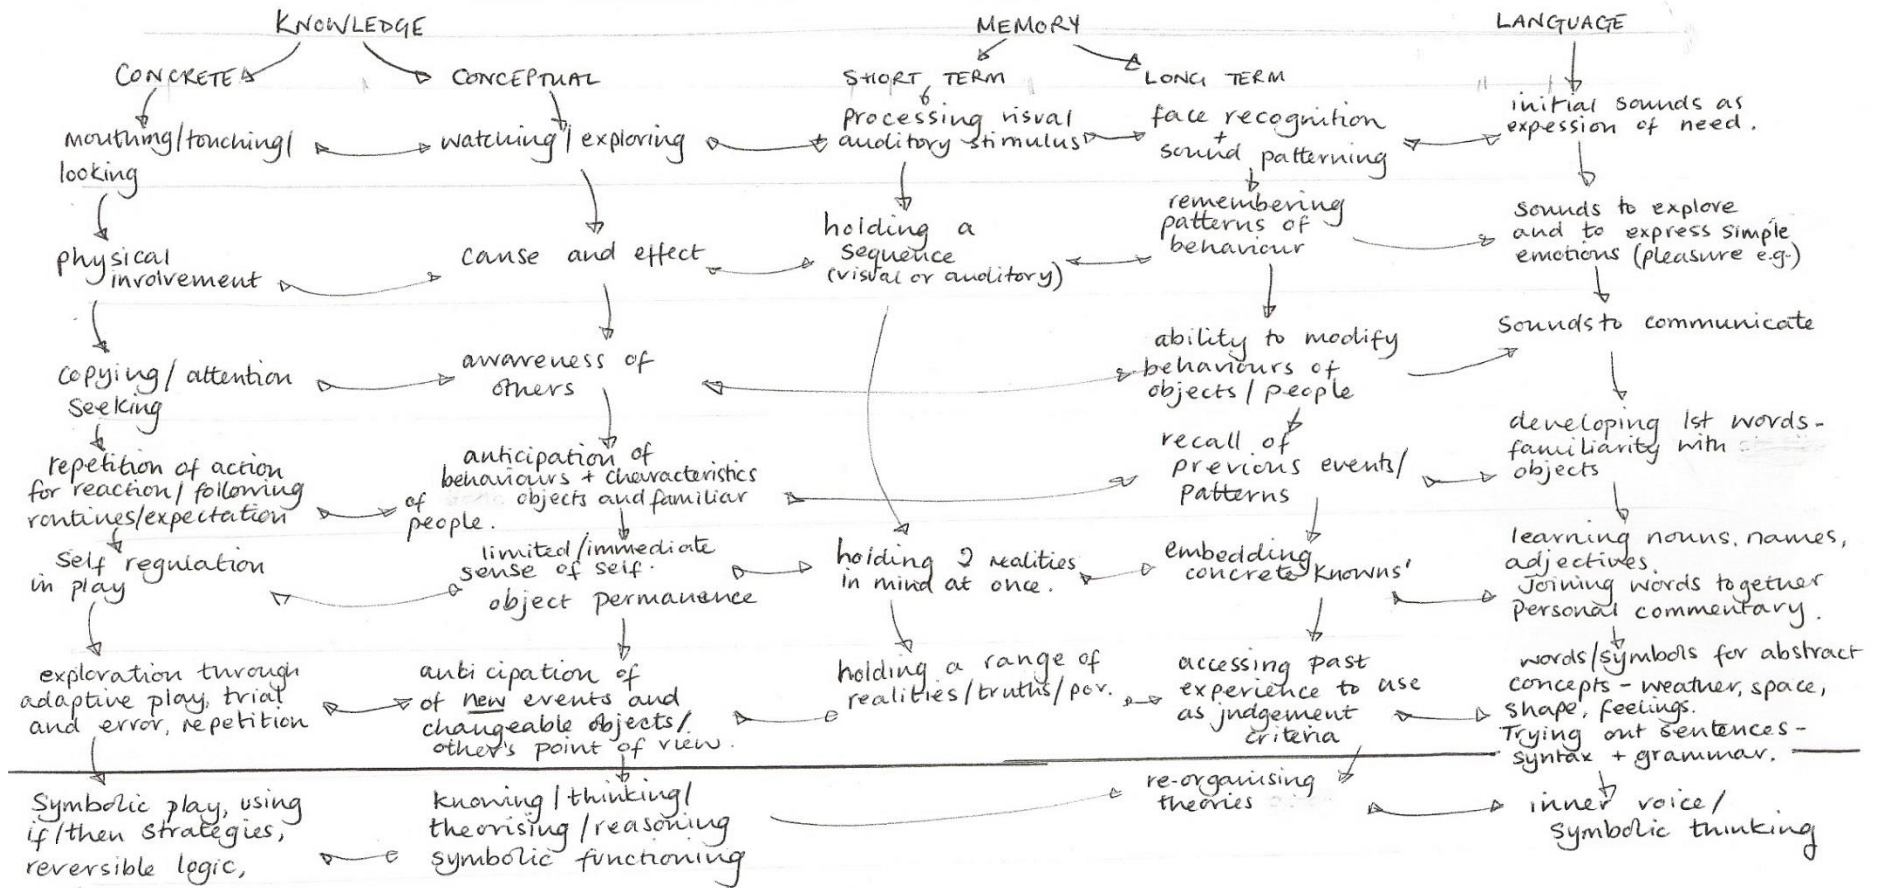 KNOWLEDGE
MEMORY
LANGUAGE
CONCRETE
CONCEPTUAL
SHORT TERM
LONG TERM
mouthing/touching/
looking
watching/exploring
processing visual
auditory stimulus
face recognition
+
sound patterning
initial sounds as
expession of need.
physical
involvement
cause and effect
holding a
sequence
(visual or auditory)
remembering
patterns of
behaviour
sounds to explore
and to express simple
emotions (pleasure e.g.)
copying/attention
seeking
awareness of
others
ability to modify
behaviours of
objects/people
sounds to communicate
repetition of action
for reaction/following
routines/expectation
anticipation of
behaviours + characteristics
of objects and familiar
people.
recall of
previous events/
patterns
developing 1st words-
familiarity with
objects
self regulation
in play
limited/immediate
sense of self.
object permanence
holding 2 realities
in mind at once.
embedding
concrete 'knowns'
learning nouns, names,
adjectives.
Joining words together
personal commentary.
exploration through
adaptive play, trial
and error, repetition
anticipation of
of new events and
changeable objects/
other's point of view.
holding a range of
realities/truths/pov.
accessing past
experience to use
as judgement
criteria
words/symbols for abstract
concepts - weather, space,
shape, feelings.
Trying out sentences-
syntax + grammar.
Symbolic play, using
if/then strategies,
reversible logic,
knowing/thinking/
theorising/reasoning
symbolic functioning
re-organising
theories
inner voice/
symbolic thinking